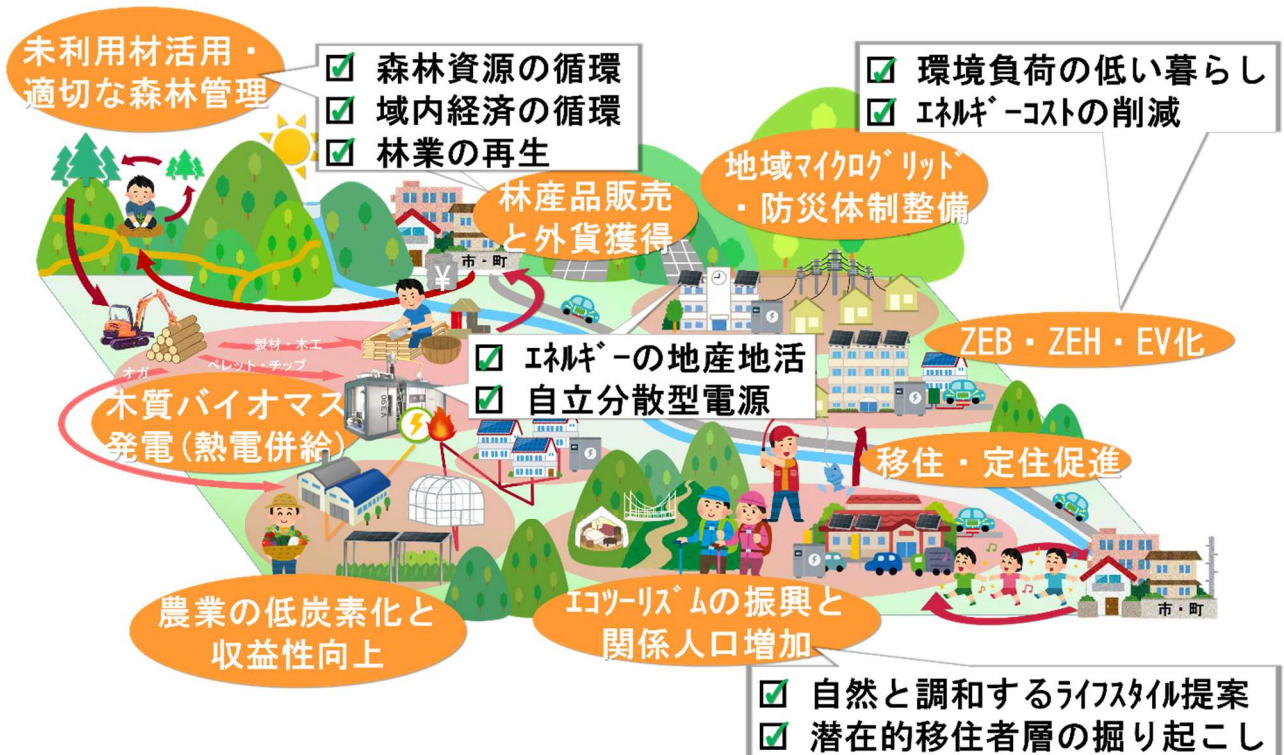 未利用材活用・
適切な森林管理
森林資源の循環
域内経済の循環
林業の再生
環境負荷の低い暮らし
ｴﾈﾙｷﾞｰコストの削減
地域ﾏｲｸﾛｸﾞﾘｯﾄﾞ
・防災体制整備
林産品販売
と外貨獲得
市・町
¥
ZEB・ZEH・EV化
製材・木工
ペレット・チップ
オガ
ｴﾈﾙｷﾞｰの地産地活
自立分散型電源
木質バイオマス
発電(熱電併給)
移住・定住促進
農業の低炭素化と
収益性向上
ｴｺﾂｰﾘｽﾞﾑの振興と
関係人口増加
市・町
自然と調和するﾗｲﾌｽﾀｲﾙ提案
潜在的移住者層の掘り起こし